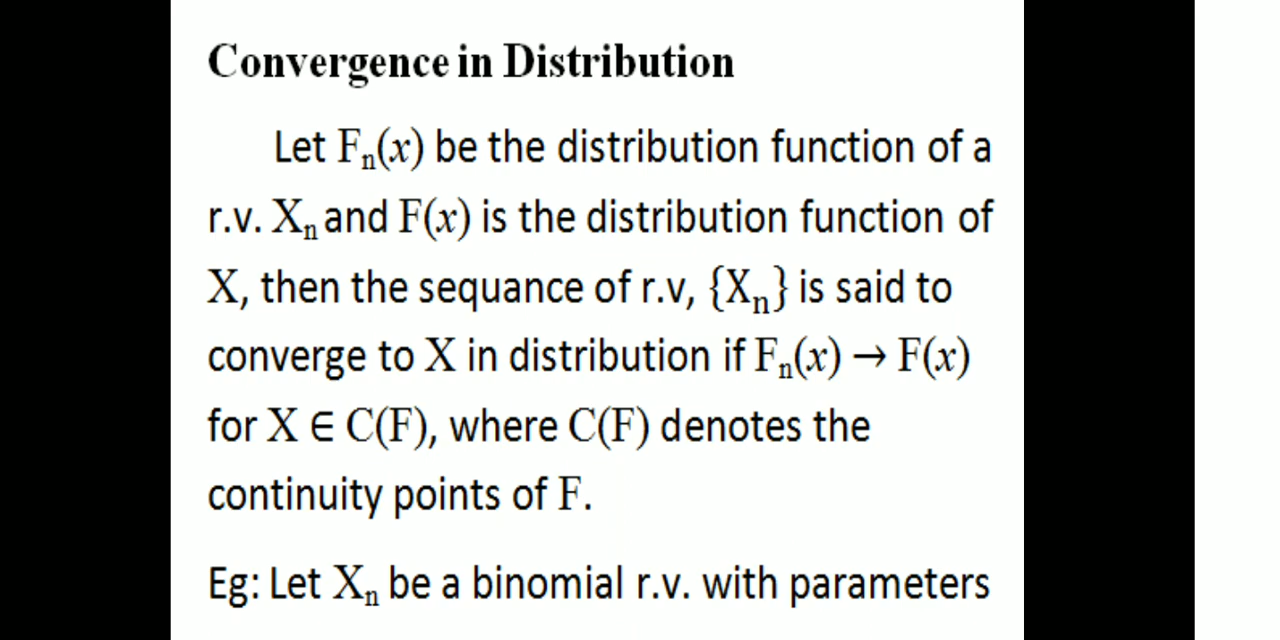 Convergence in Distribution
Let Fₙ(x) be the distribution function of a
r.v. Xₙ and F(x) is the distribution function of
X, then the sequance of r.v, {Xₙ} is said to
converge to X in distribution if Fₙ(x) → F(x)
for X ∈ C(F), where C(F) denotes the
continuity points of F.
Eg: Let Xₙ be a binomial r.v. with parameters